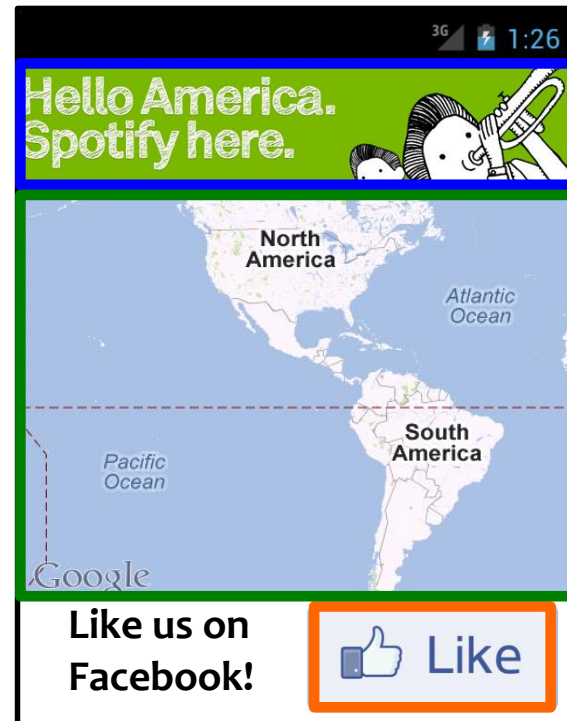 3G 1:26
Hello America.
Spotify here.
North
America
Atlantic
Ocean
South
America
Pacific
Ocean
Google
Like us on
Facebook!
Like